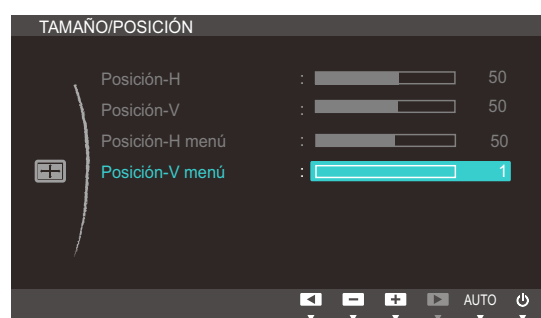 TAMAÑO/POSICIÓN
Posición-H : 50
Posición-V : 50
Posición-H menú : 50
Posición-V menú : 1
AUTO